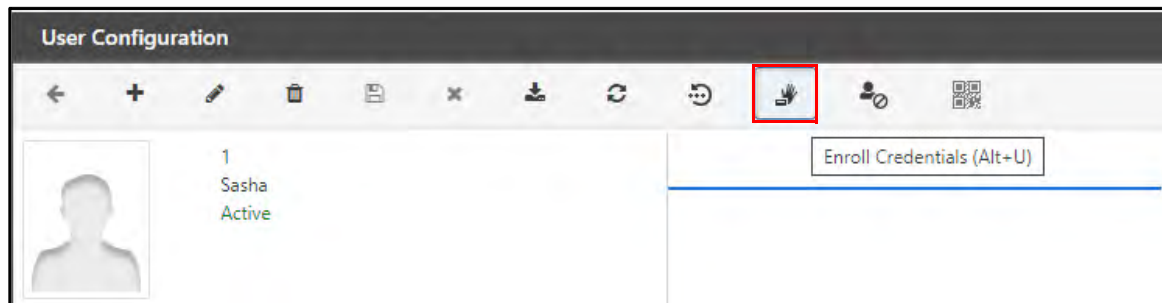 User Configuration
Enroll Credentials (Alt+U)
1
Sasha
Active